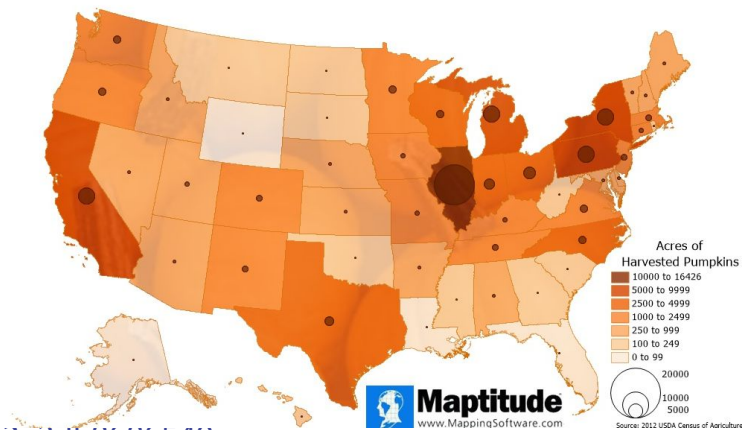 Acres of
Harvested Pumpkins
10000 to 16426
5000 to 9999
2500 to 4999
1000 to 2499
250 to 999
100 to 249
0 to 99
20000
10000
5000
Maptitude
www.MappingSoftware.com
Source: 2012 USDA Census of Agriculture